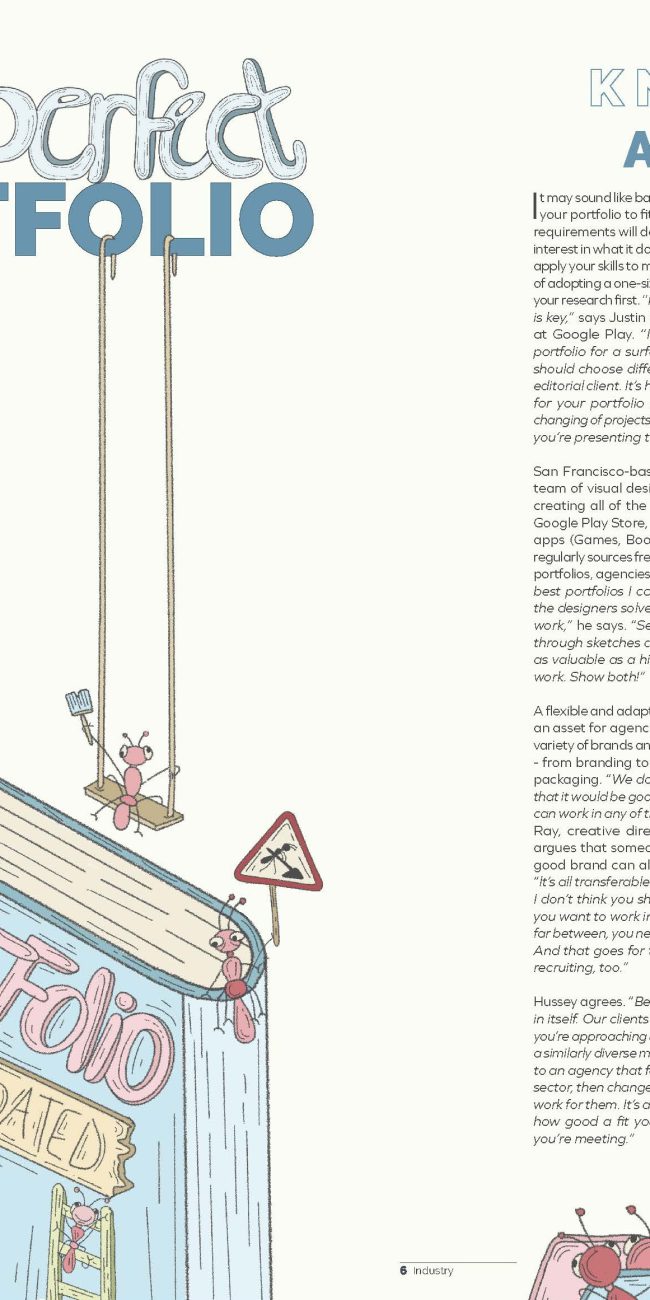 perfect
TFOLIO
Folio
DATED
6 Industry
K
A
It may sound like ba
your portfolio to fit
requirements will de
interest in what it do
apply your skills to m
of adopting a one-si
your research first. "
is key," says Justin
at Google Play. "I
portfolio for a surf
should choose diffe
editorial client. It's h
for your portfolio
changing of projects
you're presenting t
San Francisco-bas
team of visual desi
creating all of the
Google Play Store,
apps (Games, Boo
regularly sources fre
portfolios, agencies
best portfolios I co
the designers solve
work," he says. "Se
through sketches c
as valuable as a hi
work. Show both!"
A flexible and adapt
an asset for agenc
variety of brands an
- from branding to
packaging. "We do
that it would be goo
can work in any of t
Ray, creative dire
argues that someo
good brand can al
"It's all transferable
I don't think you sh
you want to work in
far between, you ne
And that goes for t
recruiting, too."
Hussey agrees. "Be
in itself. Our clients
you're approaching
a similarly diverse m
to an agency that f
sector, then change
work for them. It's a
how good a fit yo
you're meeting."